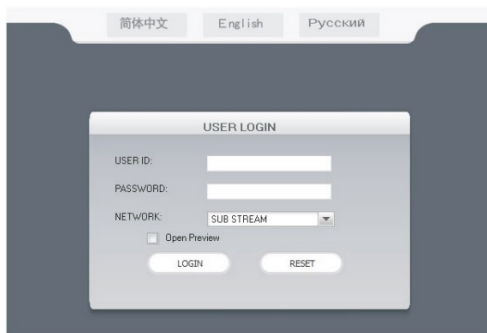 简体中文 English Русский
USER LOGIN
USER ID:
PASSWORD:
NETWORK: SUB STREAM
Open Preview
LOGIN RESET